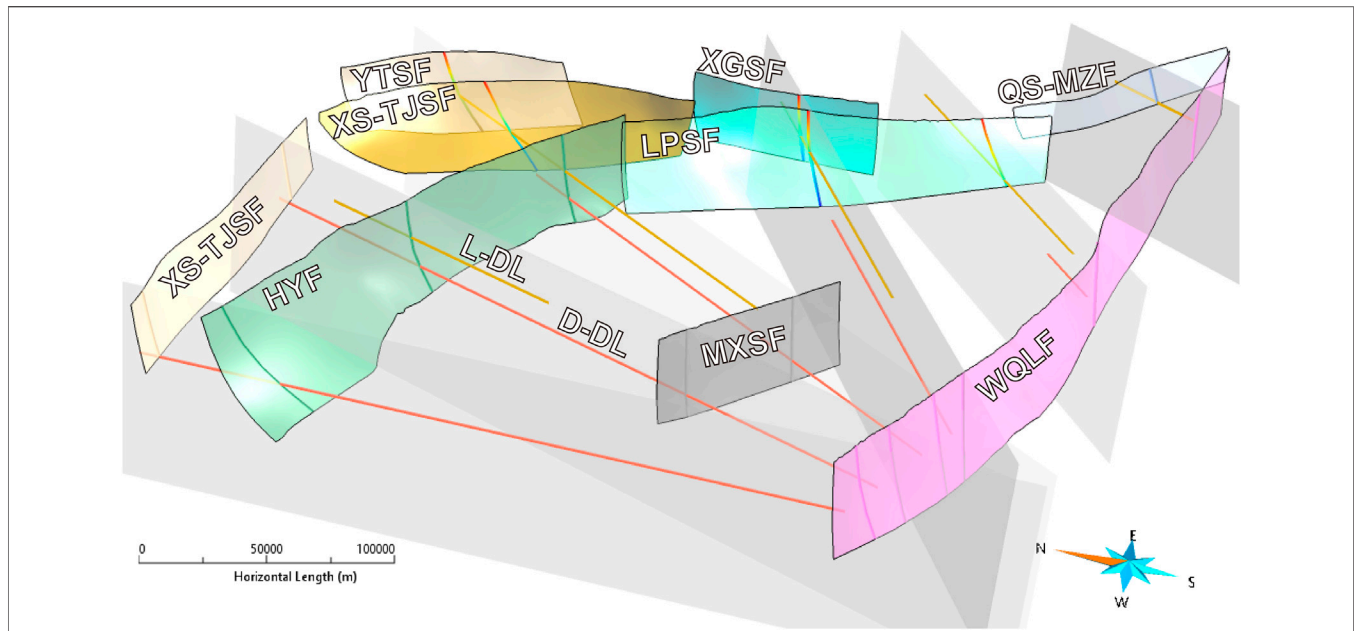 YTSF
XGSF
QS-MZF
XS-TJSF
LPSF
XS-TJSF
HYF
L-DL
D-DL
MXSF
WQLF
0 50000 100000
Horizontal Length (m)
E
N
S
W